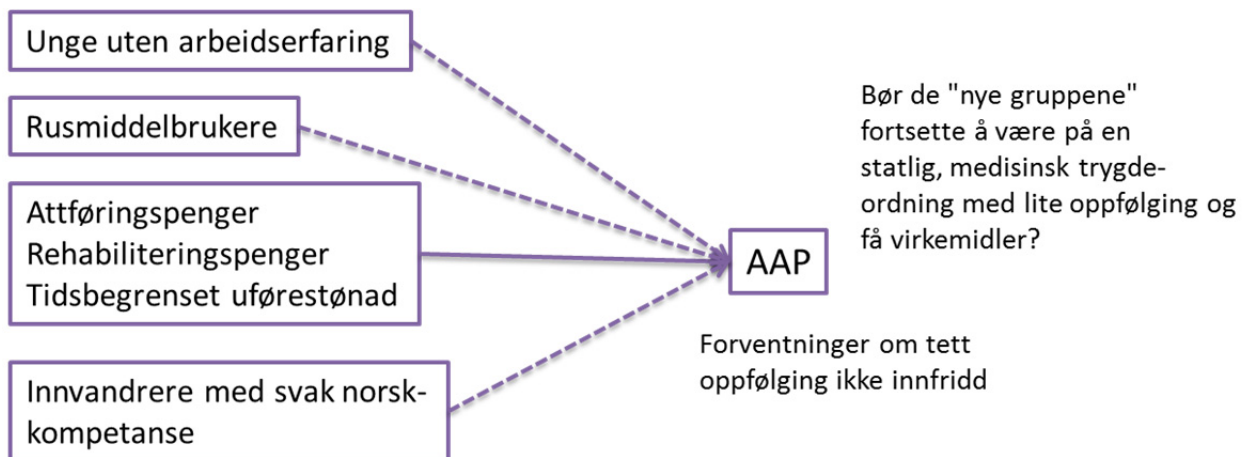 Unge uten arbeidserfaring
Rusmiddelbrukere
Attføringspenger
Rehabiliteringspenger
Tidsbegrenset uførestønad
Innvandrere med svak norsk-
kompetanse
AAP
Bør de "nye gruppene"
fortsette å være på en
statlig, medisinsk trygde-
ordning med lite oppfølging og
få virkemidler?
Forventninger om tett
oppfølging ikke innfridd